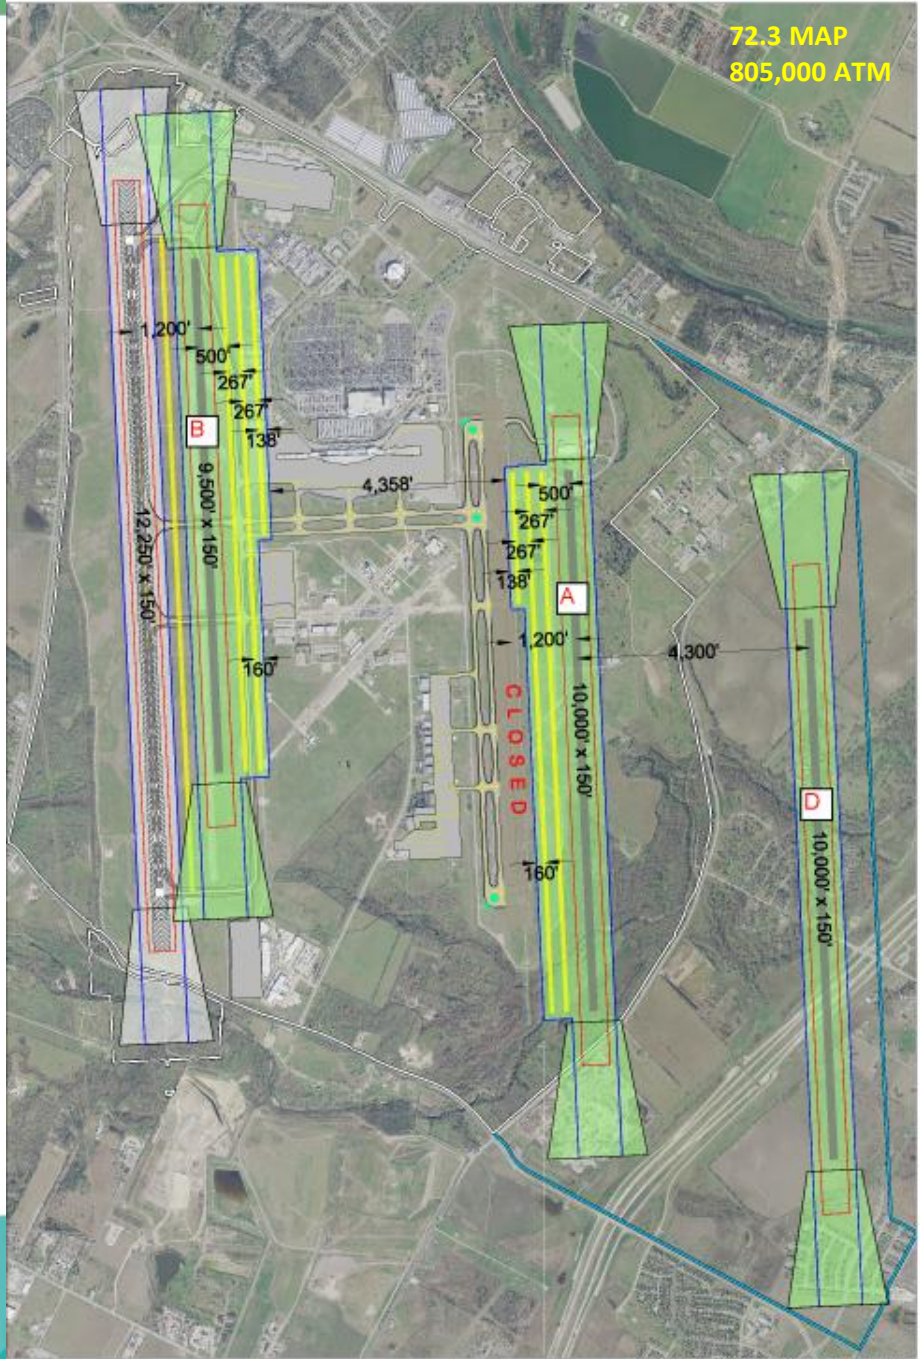 72.3 MAP
805,000 ATM
1,200'
500'
267'
267'
138'
B
9,500' x 150'
12,250' x 150'
160'
4,358'
500'
267'
267'
138'
A
1,200'
4,300'
CLOSED
10,000' x 150'
160'
D
10,000' x 150'